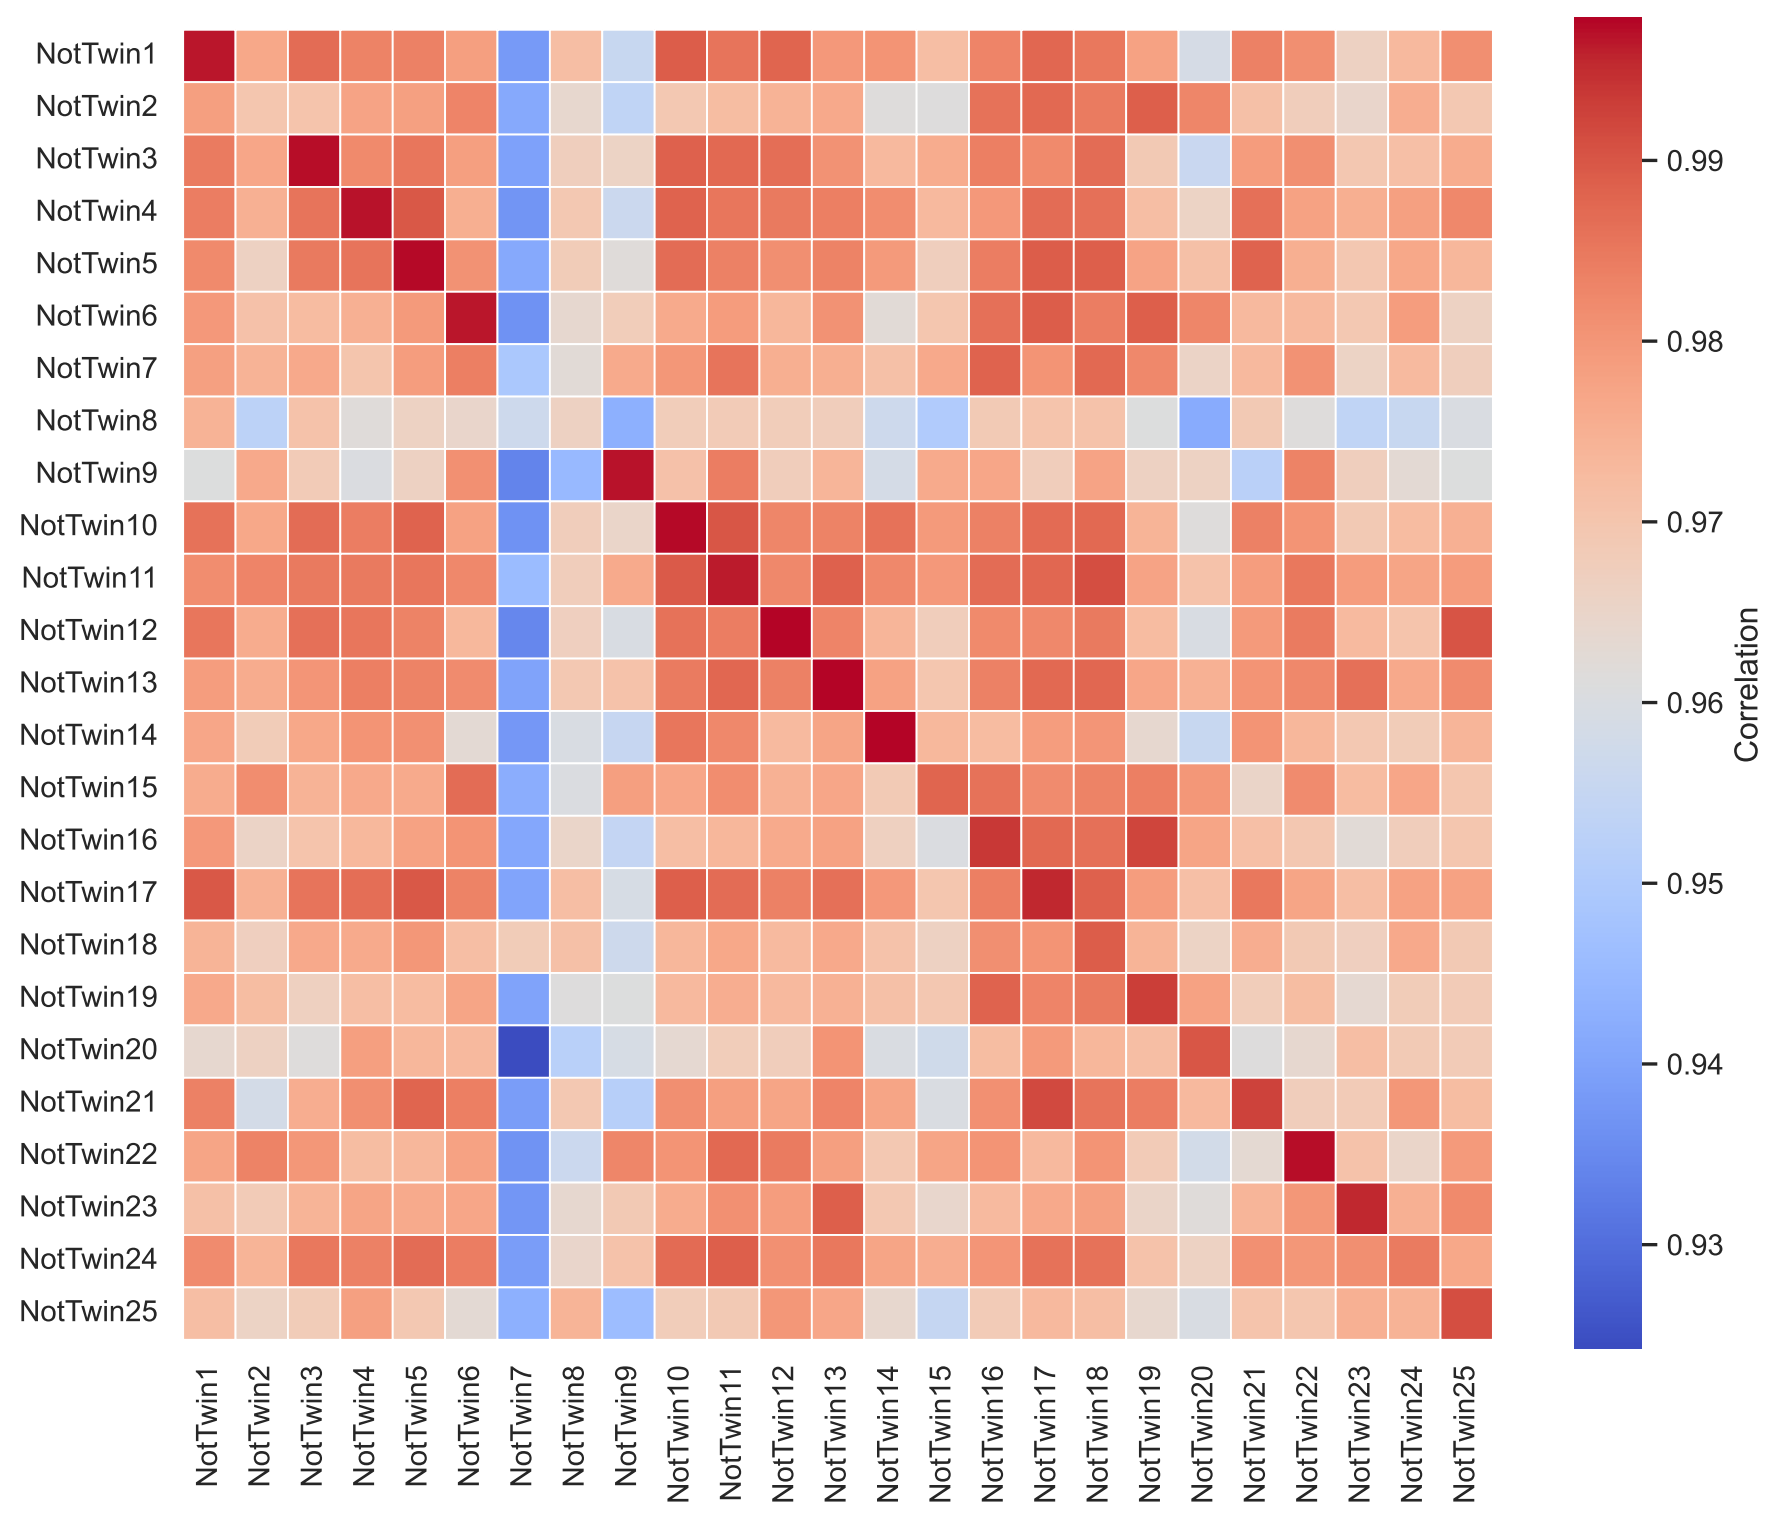 NotTwin1
NotTwin2
NotTwin3
NotTwin4
NotTwin5
NotTwin6
NotTwin7
NotTwin8
NotTwin9
NotTwin10
NotTwin11
NotTwin12
NotTwin13
NotTwin14
NotTwin15
NotTwin16
NotTwin17
NotTwin18
NotTwin19
NotTwin20
NotTwin21
NotTwin22
NotTwin23
NotTwin24
NotTwin25
NotTwin1
NotTwin2
NotTwin3
NotTwin4
NotTwin5
NotTwin6
NotTwin7
NotTwin8
NotTwin9
NotTwin10
NotTwin11
NotTwin12
NotTwin13
NotTwin14
NotTwin15
NotTwin16
NotTwin17
NotTwin18
NotTwin19
NotTwin20
NotTwin21
NotTwin22
NotTwin23
NotTwin24
NotTwin25
0.99
0.98
0.97
0.96
0.95
0.94
0.93
Correlation